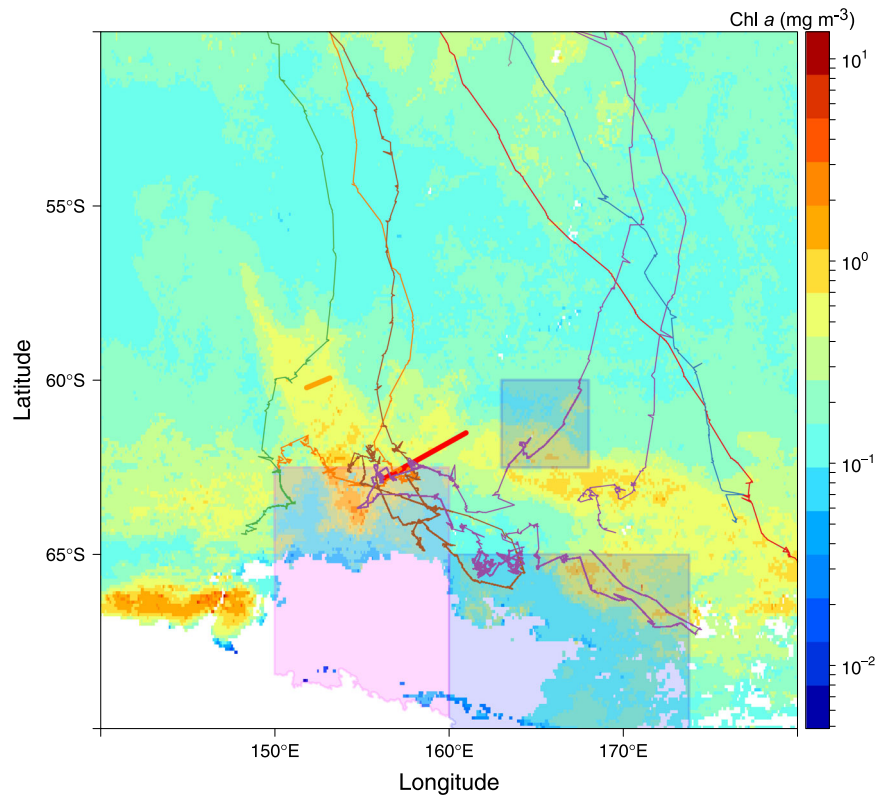 Chl a (mg m⁻³)
10¹
55°S
10⁰
60°S
Latitude
10⁻¹
65°S
10⁻²
150°E 160°E 170°E
Longitude